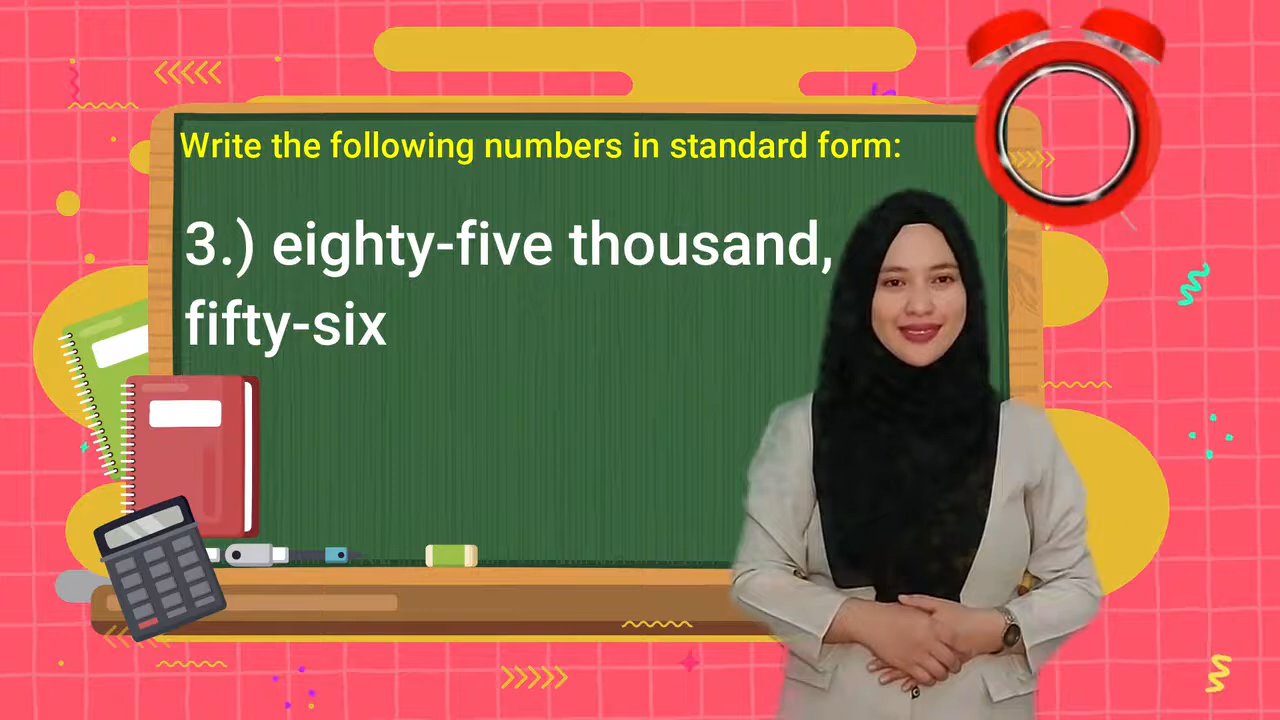 Write the following numbers in standard form:
3.) eighty-five thousand,
fifty-six